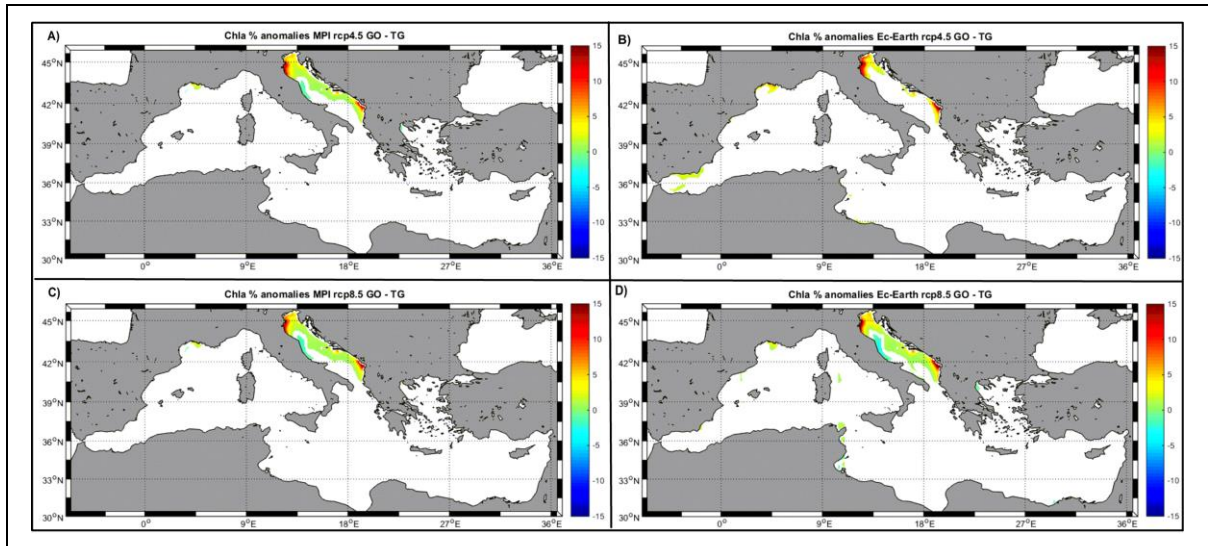 A)
Chla % anomalies MPI rcp4.5 GO - TG
45°N
42°N
39°N
36°N
33°N
30°N
0°
9°E
18°E
27°E
36°E
15
10
5
0
-5
-10
-15
B)
Chla % anomalies Ec-Earth rcp4.5 GO - TG
45°N
42°N
39°N
36°N
33°N
30°N
0°
9°E
18°E
27°E
36°E
15
10
5
0
-5
-10
-15
C)
Chla % anomalies MPI rcp8.5 GO - TG
45°N
42°N
39°N
36°N
33°N
30°N
0°
9°E
18°E
27°E
36°E
15
10
5
0
-5
-10
-15
D)
Chla % anomalies Ec-Earth rcp8.5 GO - TG
45°N
42°N
39°N
36°N
33°N
30°N
0°
9°E
18°E
27°E
36°E
15
10
5
0
-5
-10
-15